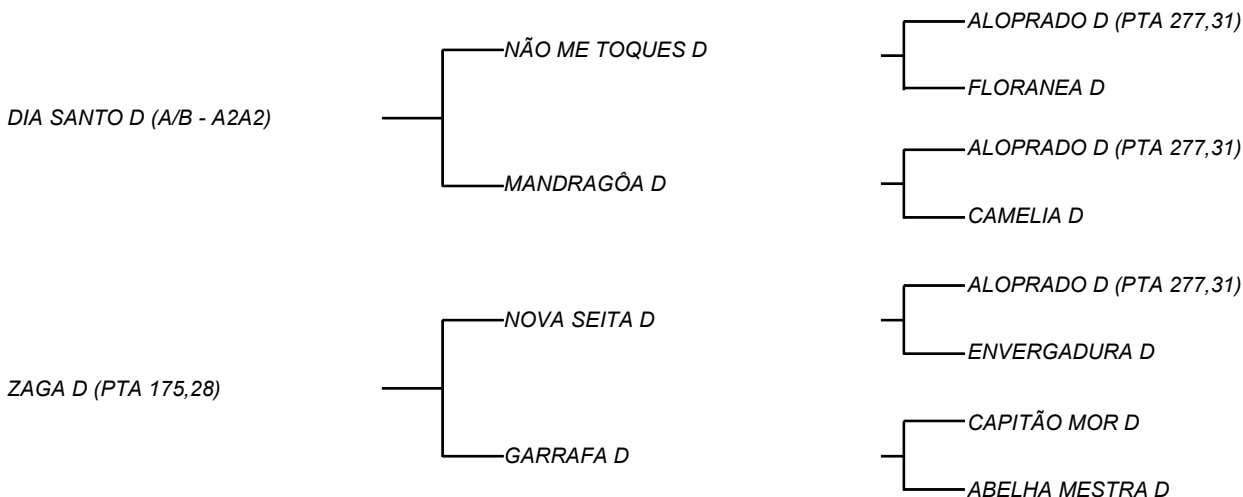 ALOPRADO D (PTA 277,31)
NÃO ME TOQUES D
FLORANEA D
DIA SANTO D (A/B - A2A2)
ALOPRADO D (PTA 277,31)
MANDRAGÔA D
CAMELIA D
ALOPRADO D (PTA 277,31)
NOVA SEITA D
ENVERGADURA D
ZAGA D (PTA 175,28)
CAPITÃO MOR D
GARRAFA D
ABELHA MESTRA D